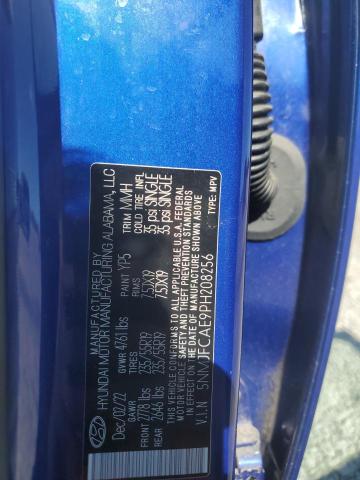 MANUFACTURED BY
HYUNDAI MOTOR MANUFACTURING ALABAMA, LLC
Dec/02/22 GVWR 4761 lbs PAINT YP5 TRIM MMH
GAWR TIRES RIMS COLD TIRE INFL
FRONT 2778 lbs 235/55R19 7.5JX19 35 psi SINGLE
REAR 2646 lbs 235/55R19 7.5JX19 35 psi SINGLE
THIS VEHICLE CONFORMS TO ALL APPLICABLE U.S.A. FEDERAL
MOTOR VEHICLE SAFETY AND THEFT PREVENTION STANDARDS
IN EFFECT ON THE DATE OF MANUFACTURE SHOWN ABOVE.
V.I.N 5NMJFCAE9PH208256 TYPE: MPV